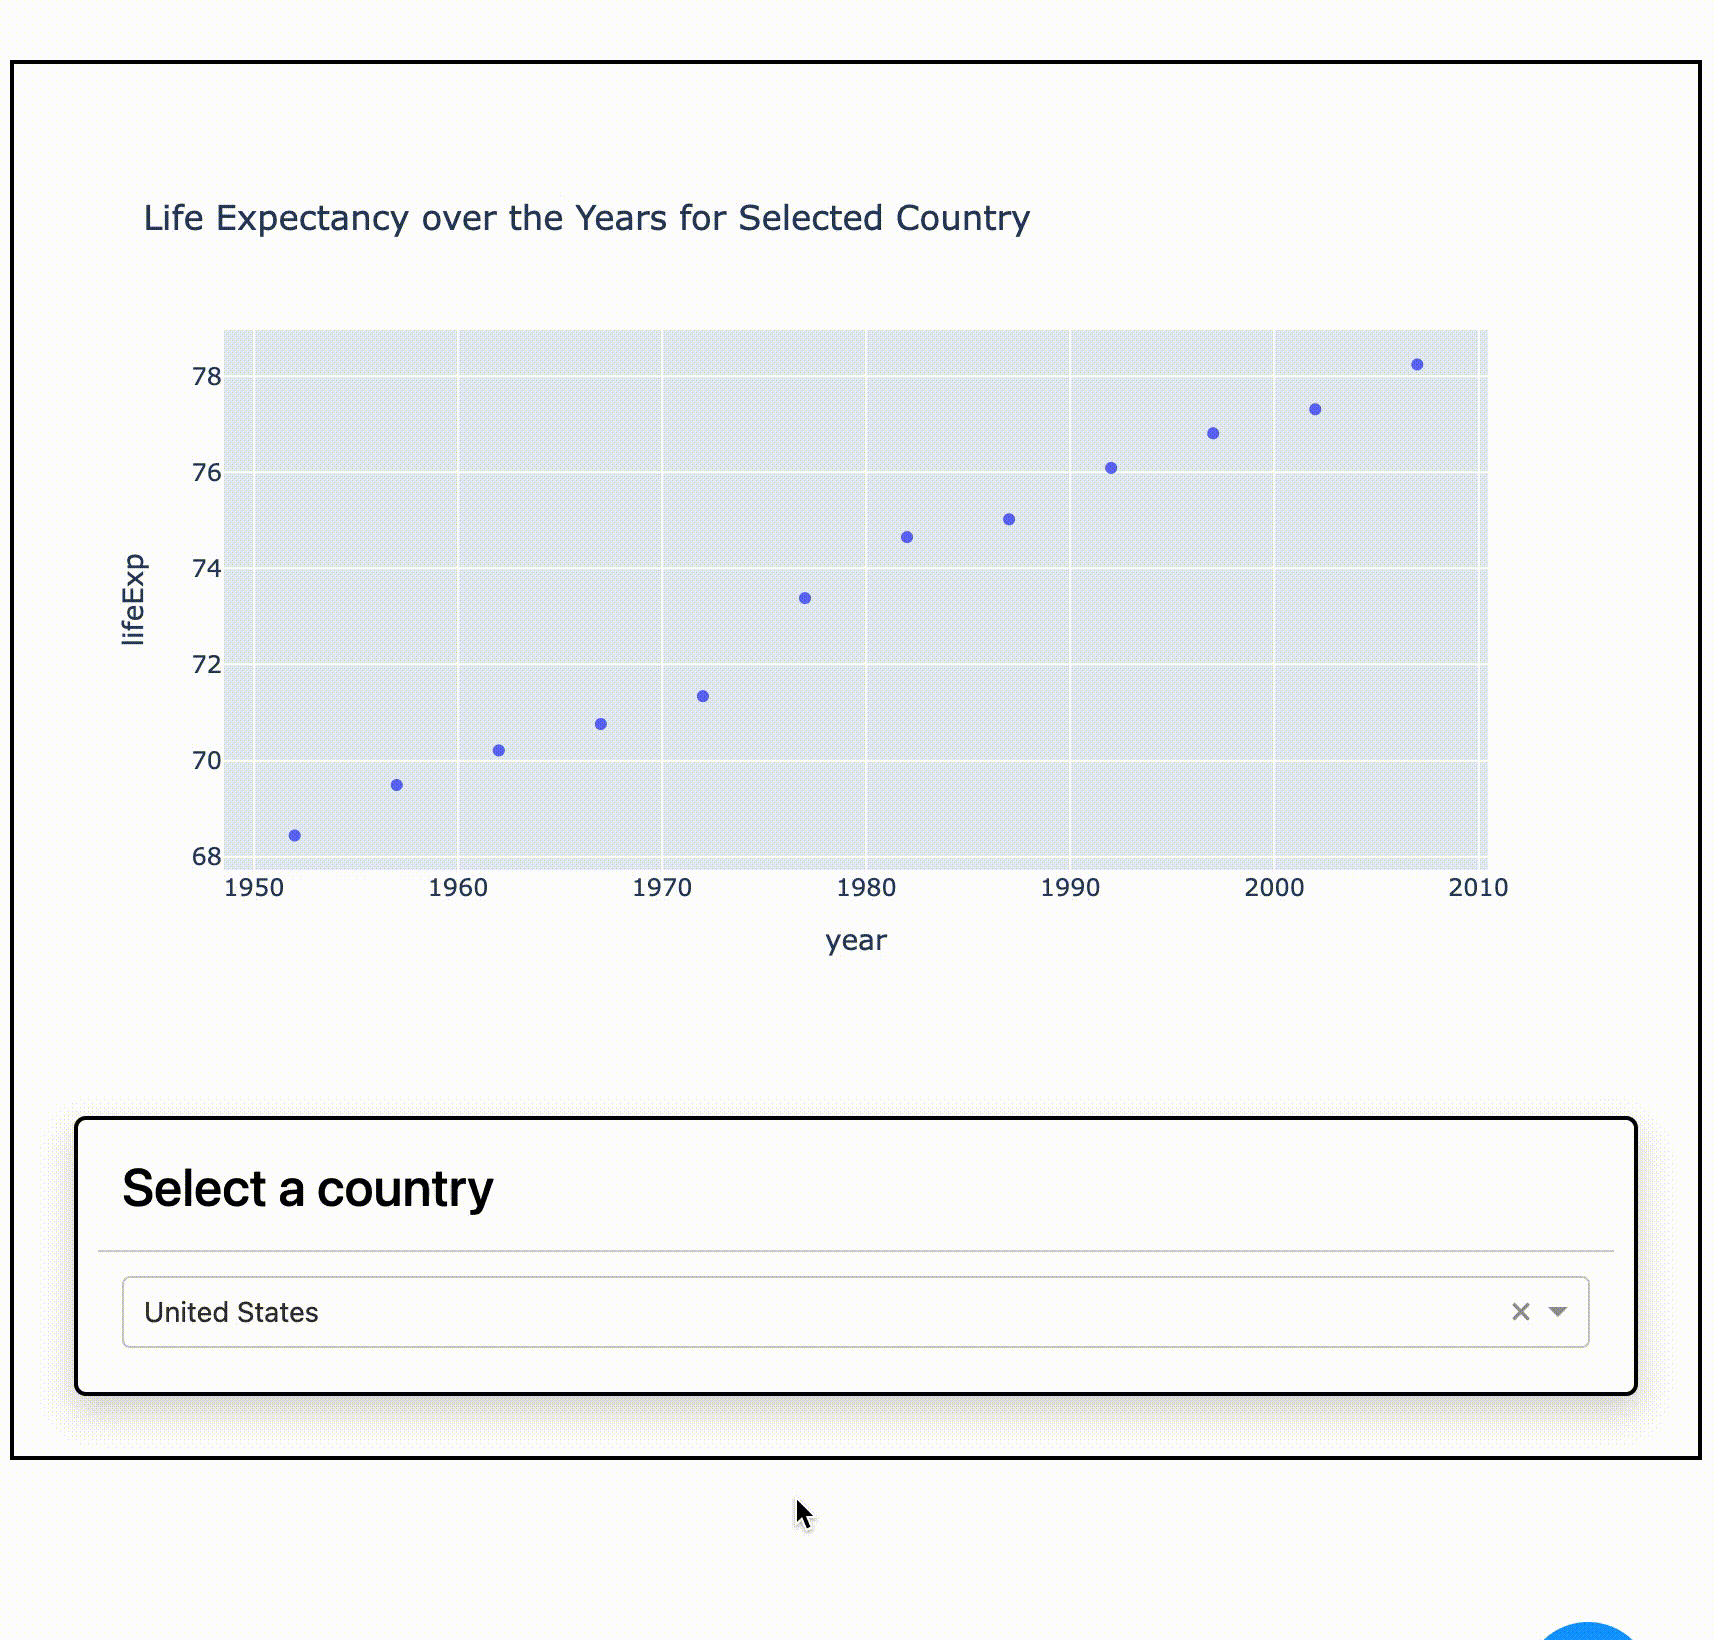 Life Expectancy over the Years for Selected Country
78
76
74
72
70
68
lifeExp
1950 1960 1970 1980 1990 2000 2010
year
Select a country
United States